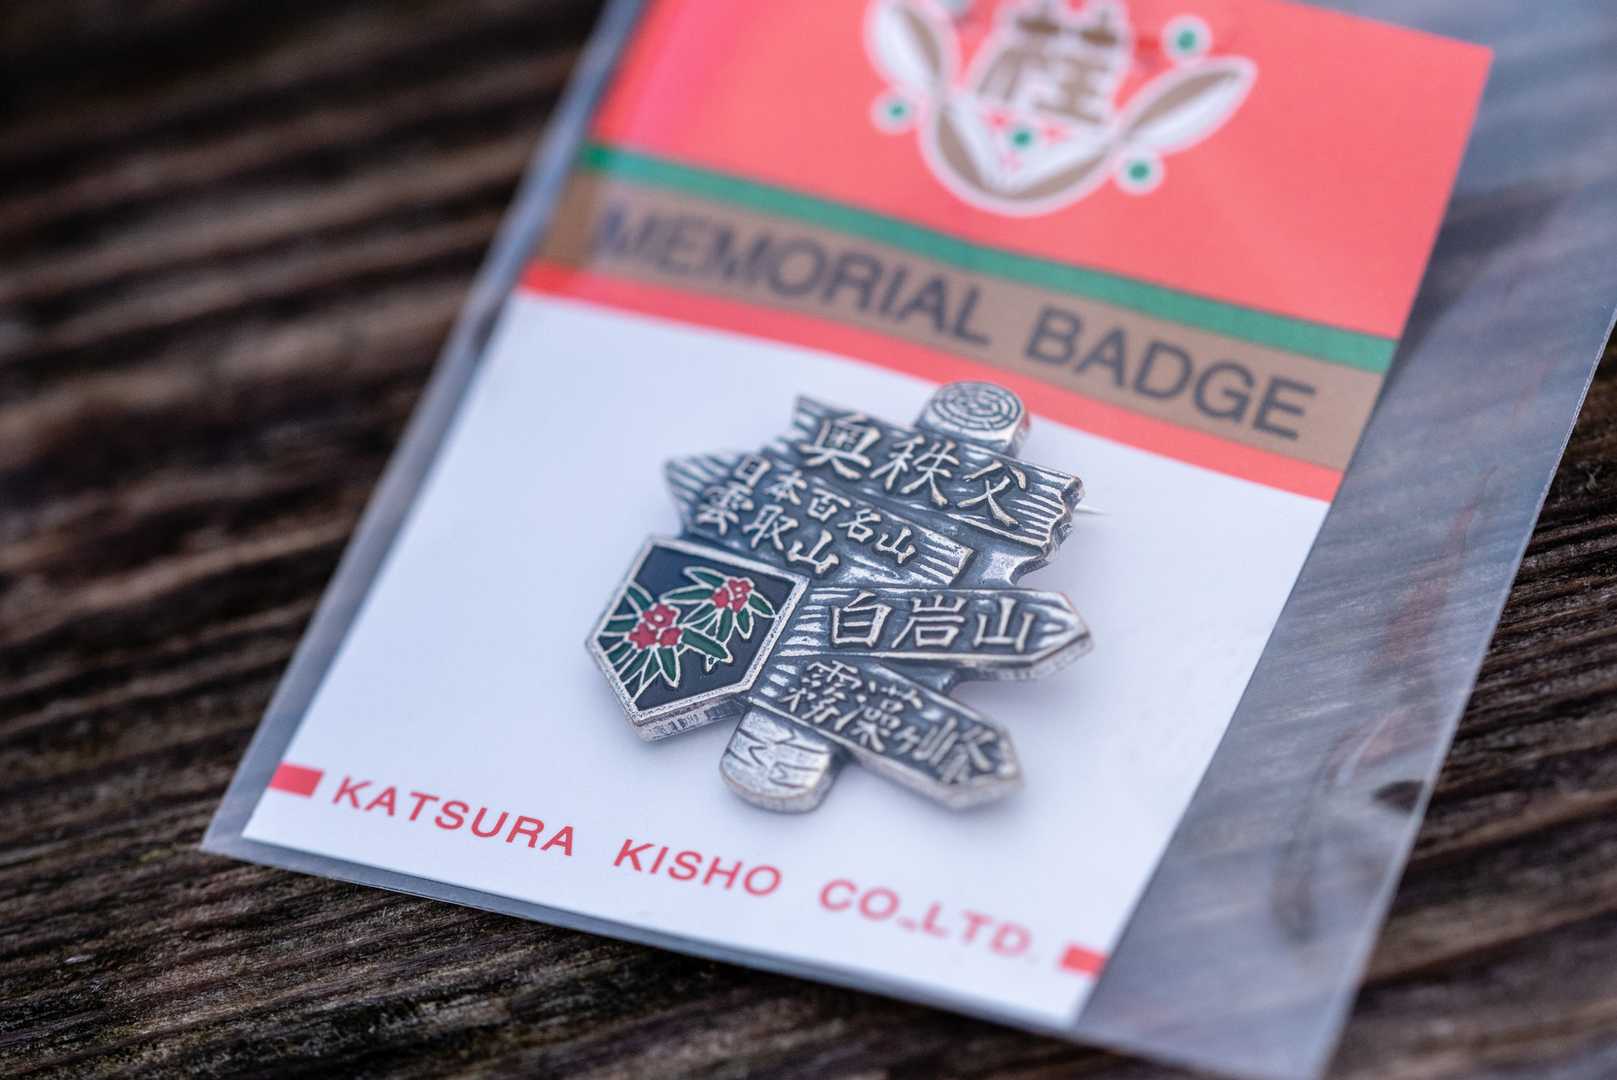 桂
MEMORIAL BADGE
奥秩父
日本百名山
雲取山
白岩山
霧藻ヶ峰
KATSURA KISHO CO.,LTD.